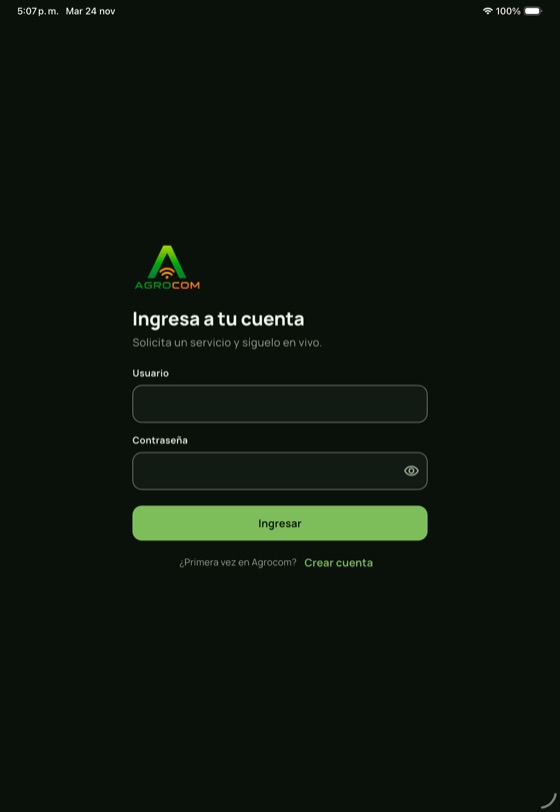 5:07 p. m. Mar 24 nov
100%
AGROCOM
Ingresa a tu cuenta
Solicita un servicio y síguelo en vivo.
Usuario
Contraseña
Ingresar
¿Primera vez en Agrocom? Crear cuenta